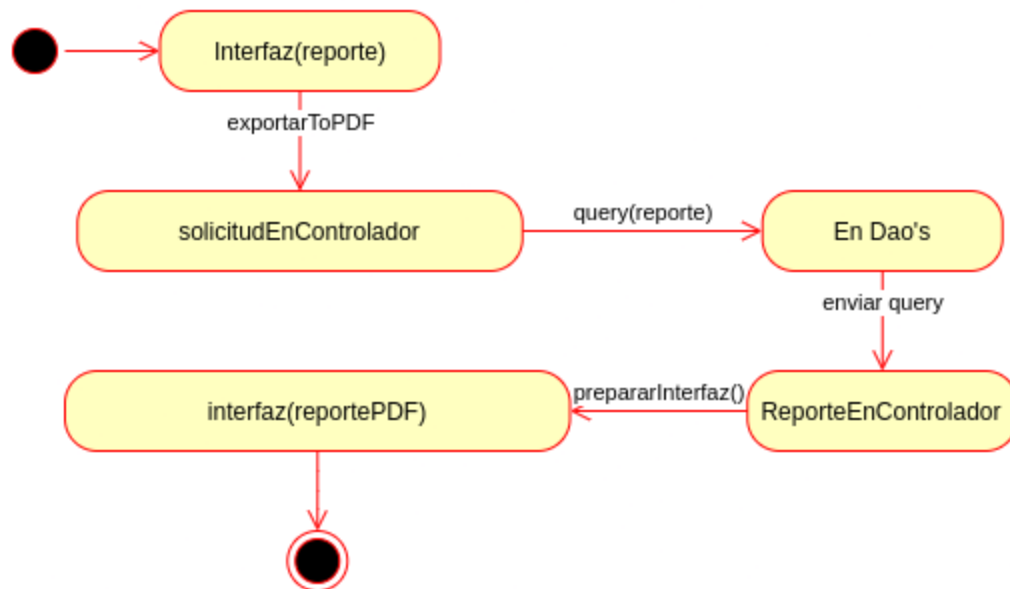 Interfaz(reporte)
exportarToPDF
solicitudEnControlador
query(reporte)
En Dao's
enviar query
ReporteEnControlador
prepararInterfaz()
interfaz(reportePDF)